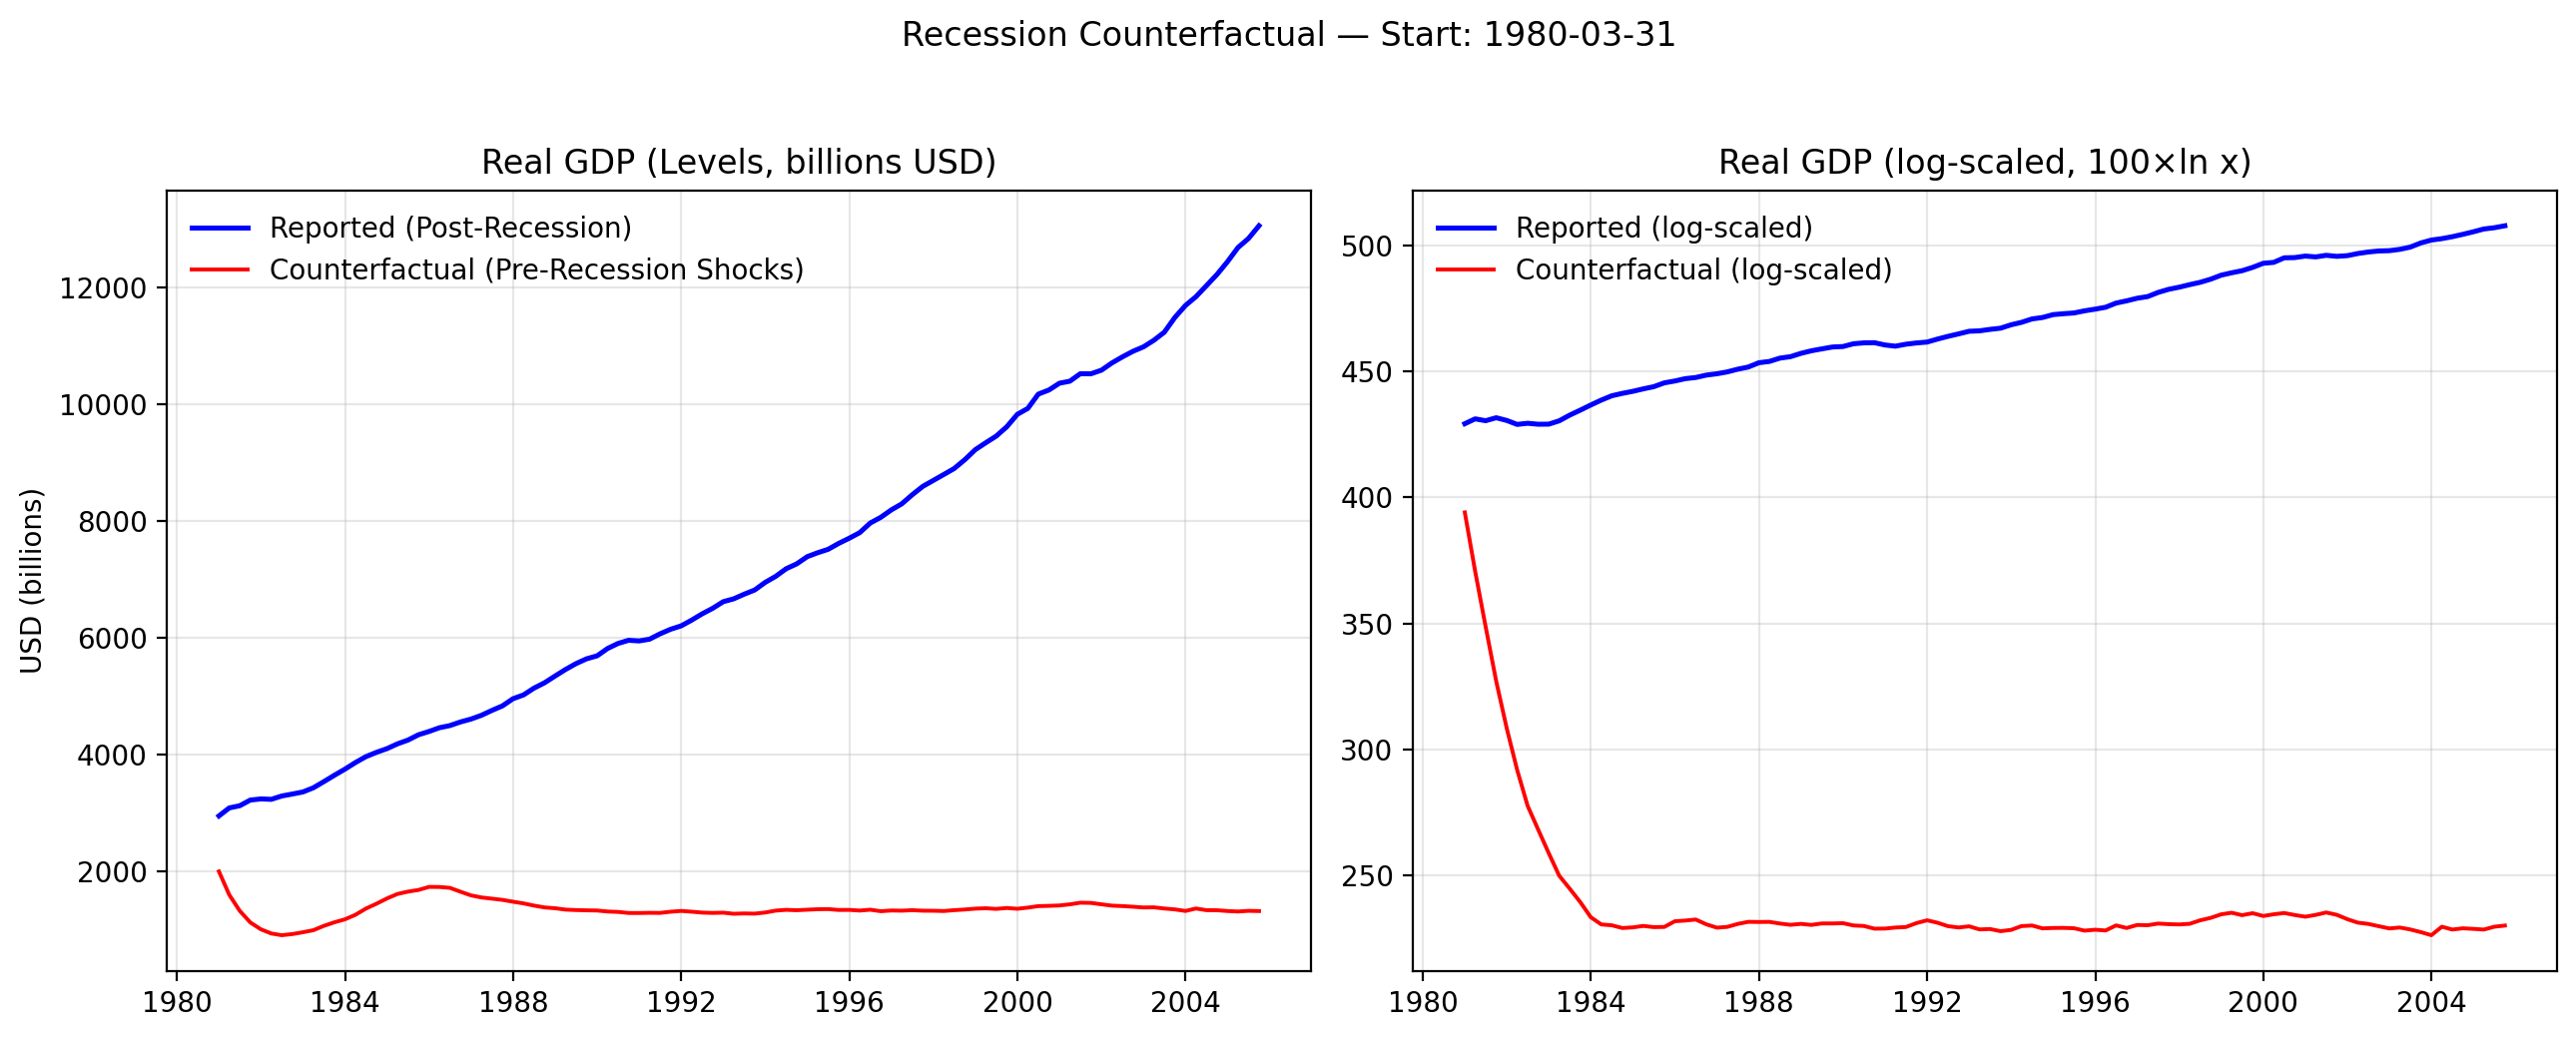 Recession Counterfactual — Start: 1980-03-31
Real GDP (Levels, billions USD)
Reported (Post-Recession)
Counterfactual (Pre-Recession Shocks)
USD (billions)
12000
10000
8000
6000
4000
2000
1980 1984 1988 1992 1996 2000 2004
Real GDP (log-scaled, 100×ln x)
Reported (log-scaled)
Counterfactual (log-scaled)
500
450
400
350
300
250
1980 1984 1988 1992 1996 2000 2004